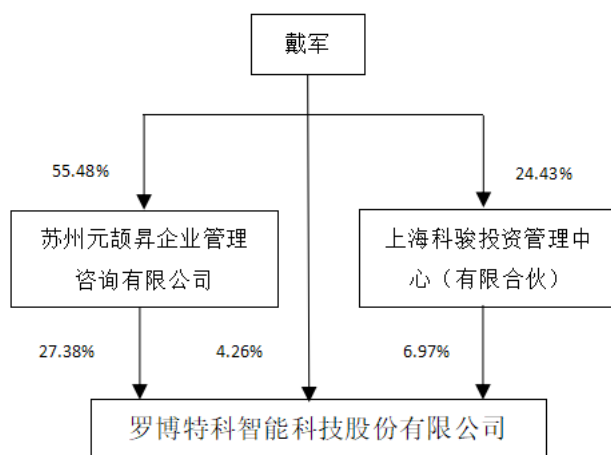 戴军
55.48%
24.43%
苏州元颉昇企业管理
咨询有限公司
上海科骏投资管理中
心（有限合伙）
27.38%
4.26%
6.97%
罗博特科智能科技股份有限公司